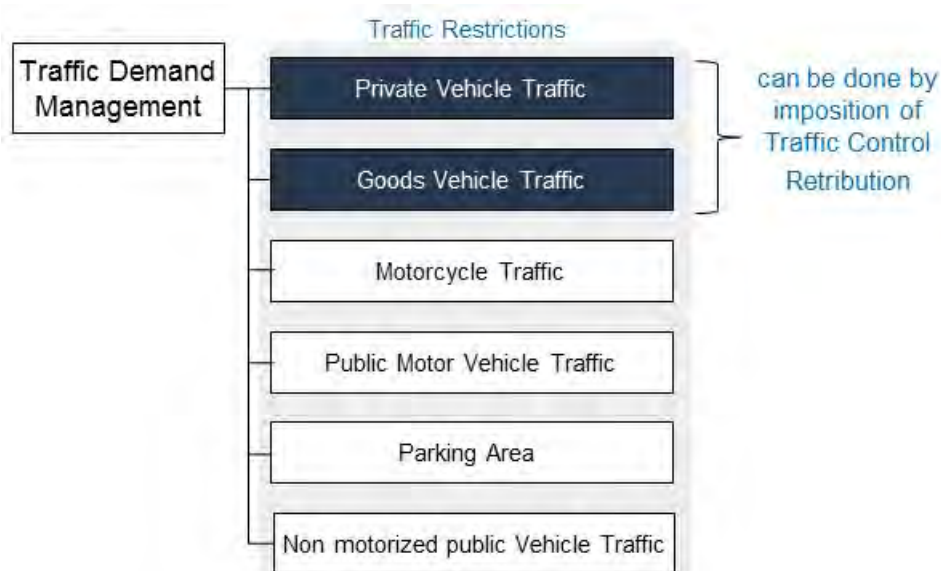 Traffic Restrictions
Traffic Demand
Management
Private Vehicle Traffic
Goods Vehicle Traffic
can be done by
imposition of
Traffic Control
Retribution
Motorcycle Traffic
Public Motor Vehicle Traffic
Parking Area
Non motorized public Vehicle Traffic